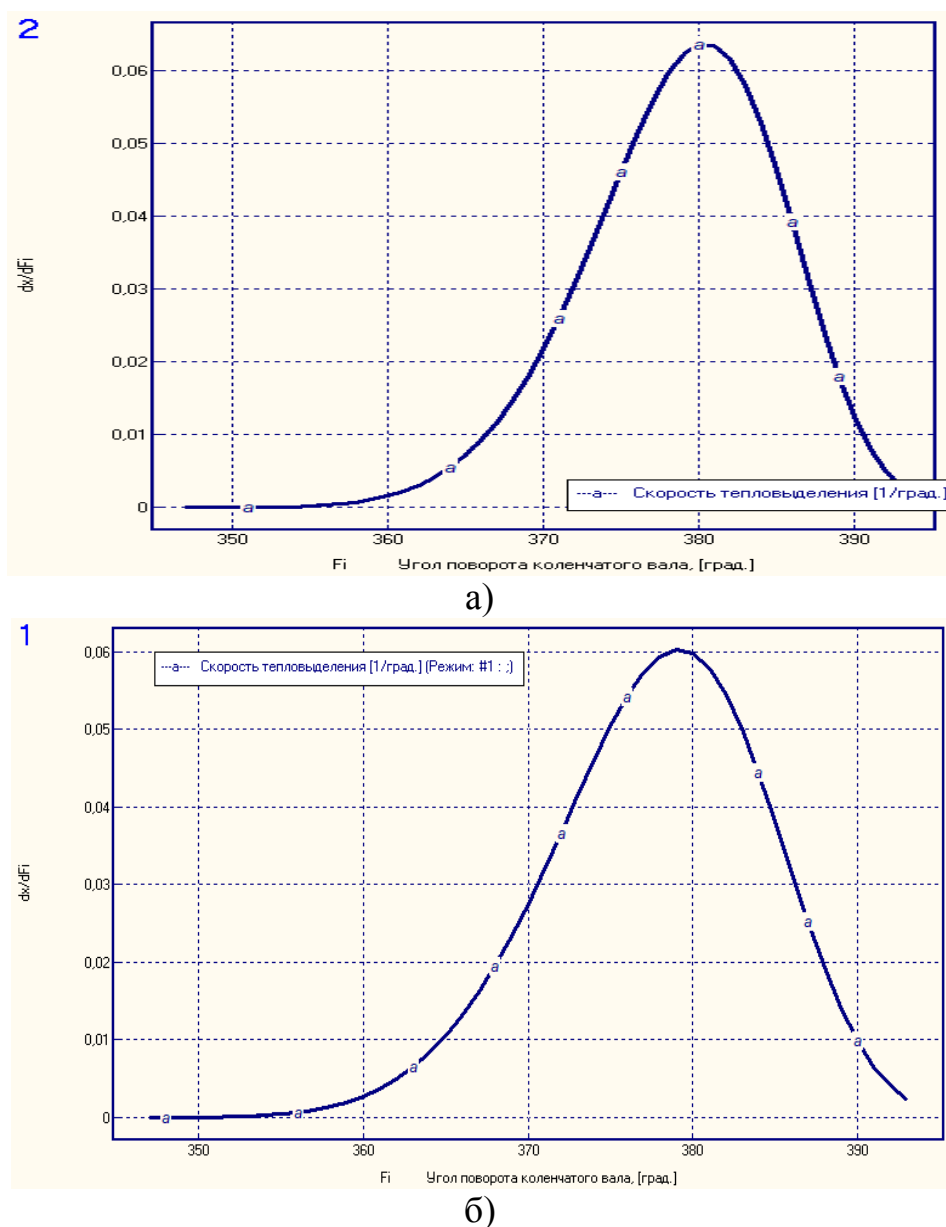 2
0,06
0,05
0,04
0,03
0,02
0,01
0
dx/dFi
a
a
a
a
a
a
a
---a--- Скорость тепловыделения [1/град.]
350 360 370 380 390
Fi Угол поворота коленчатого вала, [град.]
а)
1
---a--- Скорость тепловыделения [1/град.] (Режим: #1 : ;)
0,06
0,05
0,04
0,03
0,02
0,01
0
dx/dFi
a
a
a
a
a
a
a
a
a
350 360 370 380 390
Fi Угол поворота коленчатого вала, [град.]
б)